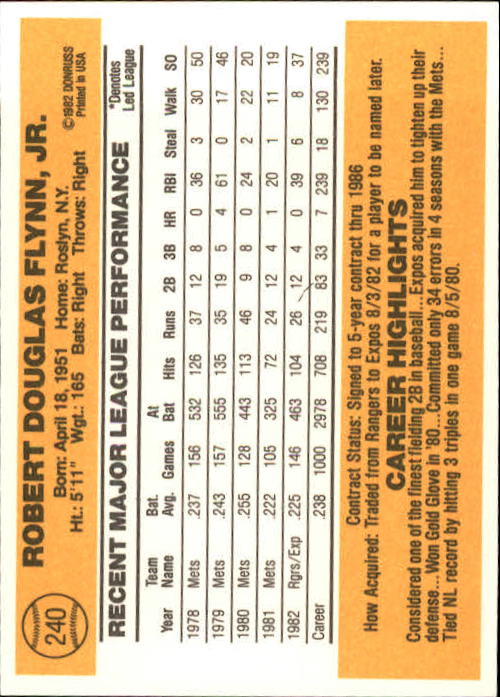 240
ROBERT DOUGLAS FLYNN, JR.
Born: April 18, 1951 Home: Roslyn, N.Y.
Ht.: 5'11" Wgt.: 165 Bats: Right Throws: Right
©1982 DONRUSS
Printed in USA
RECENT MAJOR LEAGUE PERFORMANCE
*Denotes
Led League
Team Bat. At
Year Name Avg. Games Bat Hits Runs 2B 3B HR RBI Steal Walk SO
1978 Mets .237 156 532 126 37 12 8 0 36 3 30 50
1979 Mets .243 157 555 135 35 19 5 4 61 0 17 46
1980 Mets .255 128 443 113 46 9 8 0 24 2 22 20
1981 Mets .222 105 325 72 24 12 4 1 20 1 11 19
1982 Rgrs/Exp .225 146 463 104 26 12 4 0 39 6 8 37
Career .238 1000 2978 708 219 83 33 7 239 18 130 239
Contract Status: Signed to 5-year contract thru 1986
How Acquired: Traded from Rangers to Expos 8/3/82 for a player to be named later.
CAREER HIGHLIGHTS
Considered one of the finest fielding 2B in baseball...Expos acquired him to tighten up their
defense...Won Gold Glove in '80...Committed only 34 errors in 4 seasons with the Mets...
Tied NL record by hitting 3 triples in one game 8/5/80.